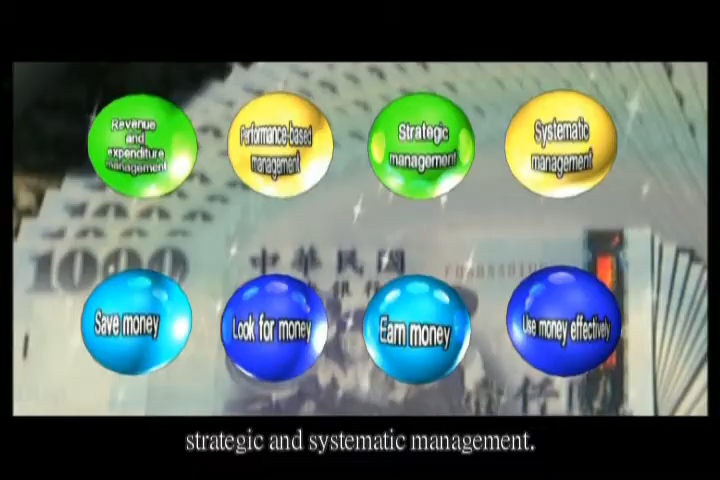 Revenue
and
expenditure
management
Performance-based
management
Strategic
management
Systematic
management
1000
中華民國
Save money
Look for money
Earn money
Use money effectively
strategic and systematic management.